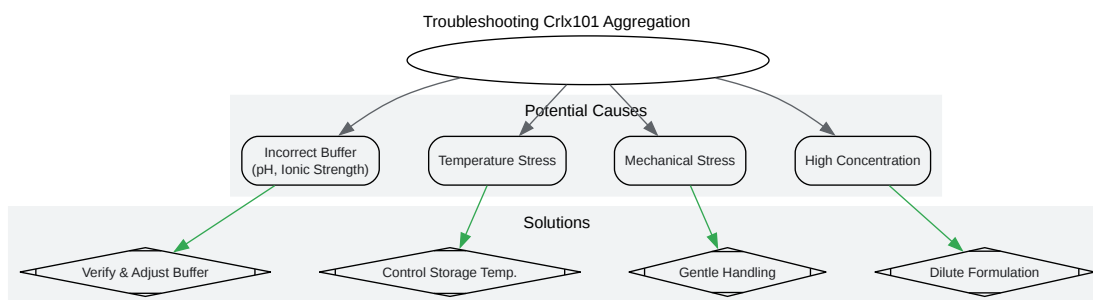 Troubleshooting Crlx101 Aggregation
Potential Causes
Incorrect Buffer
(pH, Ionic Strength)
Temperature Stress
Mechanical Stress
High Concentration
Solutions
Verify & Adjust Buffer
Control Storage Temp.
Gentle Handling
Dilute Formulation